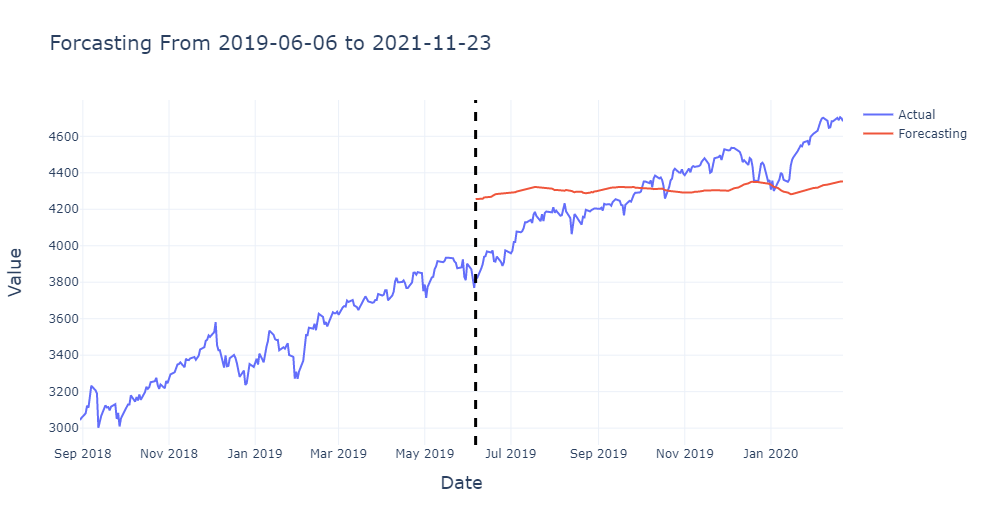 Forcasting From 2019-06-06 to 2021-11-23
Actual
Forecasting
Value
4600
4400
4200
4000
3800
3600
3400
3200
3000
Sep 2018 Nov 2018 Jan 2019 Mar 2019 May 2019 Jul 2019 Sep 2019 Nov 2019 Jan 2020
Date